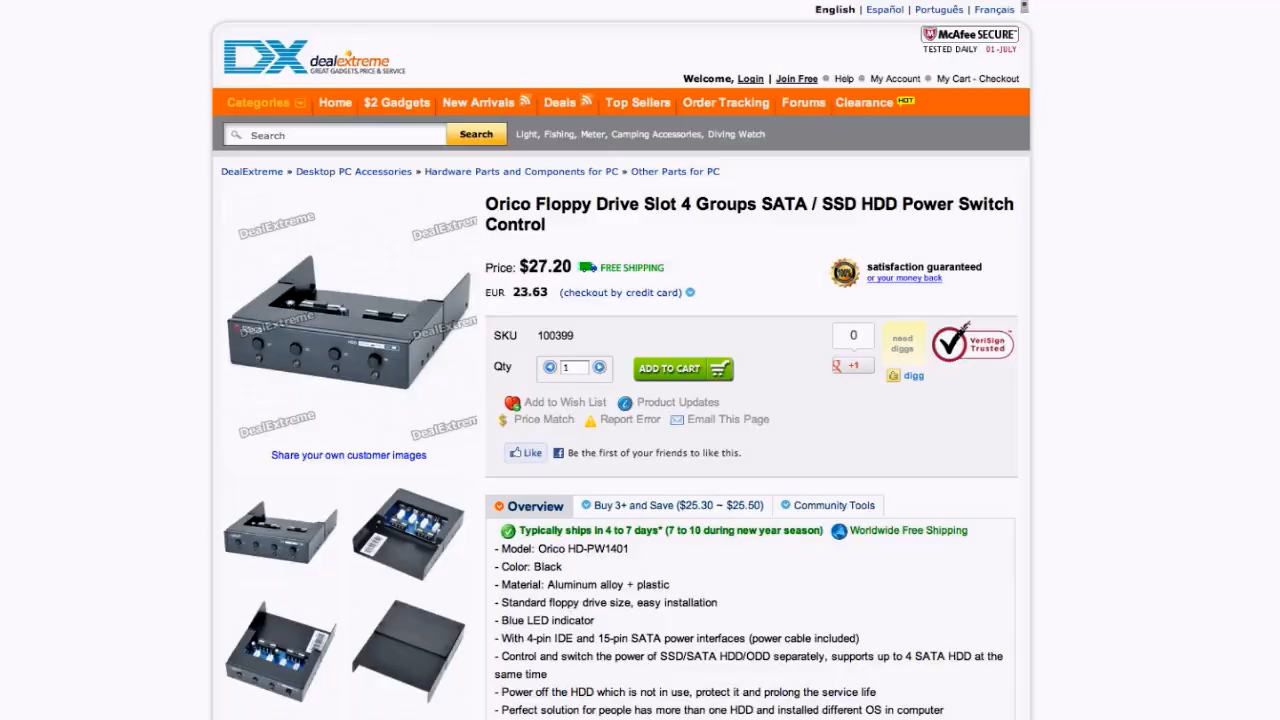 English | Español | Português | Français
DX dealextreme
GREAT GADGETS, PRICE & SERVICE
McAfee SECURE™
TESTED DAILY 01-JULY
Welcome, Login | Join Free Help My Account My Cart - Checkout
Categories Home $2 Gadgets New Arrivals Deals Top Sellers Order Tracking Forums Clearance HOT
Search Search Light, Fishing, Meter, Camping Accessories, Diving Watch
DealExtreme » Desktop PC Accessories » Hardware Parts and Components for PC » Other Parts for PC
Orico Floppy Drive Slot 4 Groups SATA / SSD HDD Power Switch
Control
DealExtreme DealExtreme
DealExtreme DealExtreme
DealExtreme DealExtreme
Price: $27.20 FREE SHIPPING
EUR 23.63 (checkout by credit card)
100%
satisfaction guaranteed
or your money back
SKU 100399
Qty 1 ADD TO CART
0
+1
need
diggs
digg
VeriSign
Trusted™
Add to Wish List Product Updates
Price Match Report Error Email This Page
Like Be the first of your friends to like this.
Share your own customer images
Overview Buy 3+ and Save ($25.30 ~ $25.50) Community Tools
Typically ships in 4 to 7 days* (7 to 10 during new year season) Worldwide Free Shipping
- Model: Orico HD-PW1401
- Color: Black
- Material: Aluminum alloy + plastic
- Standard floppy drive size, easy installation
- Blue LED indicator
- With 4-pin IDE and 15-pin SATA power interfaces (power cable included)
- Control and switch the power of SSD/SATA HDD/ODD separately, supports up to 4 SATA HDD at the
same time
- Power off the HDD which is not in use, protect it and prolong the service life
- Perfect solution for people has more than one HDD and installed different OS in computer